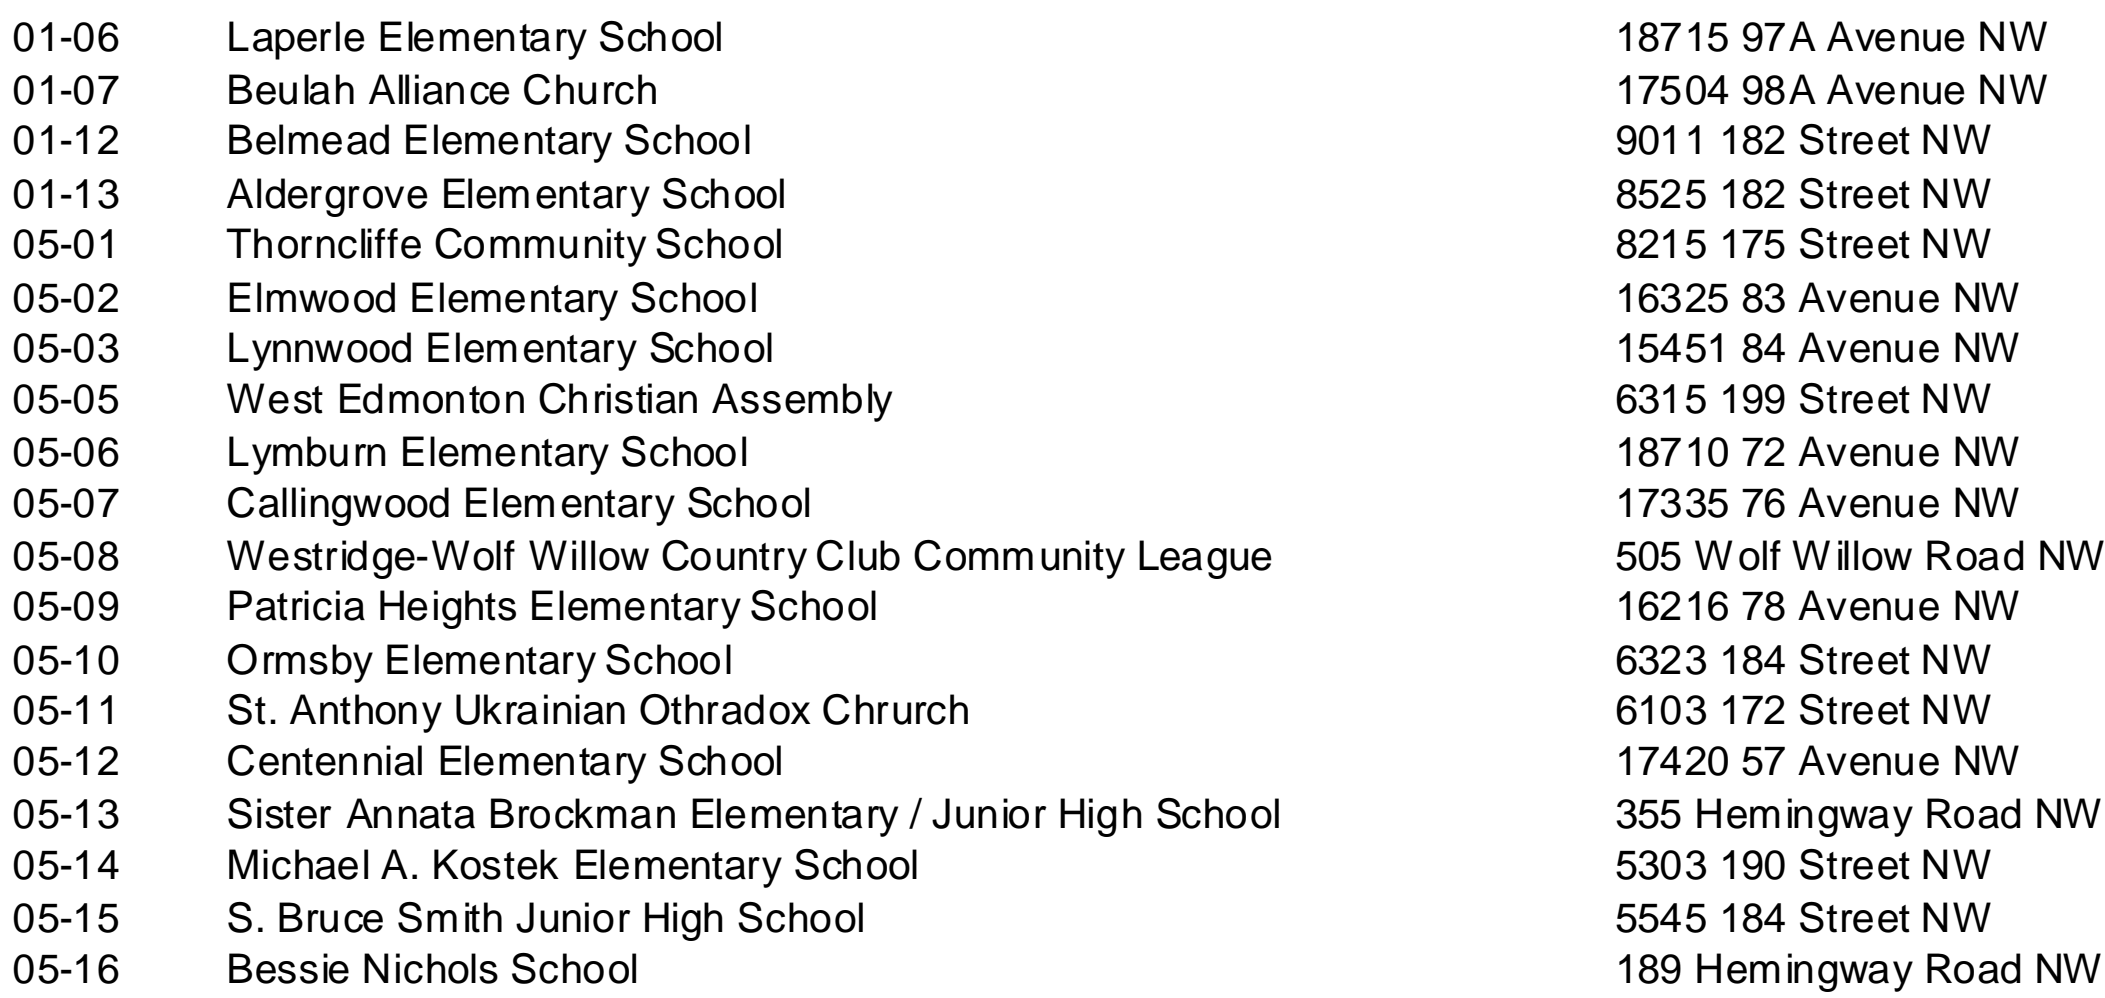 01-06 Laperle Elementary School 18715 97A Avenue NW
01-07 Beulah Alliance Church 17504 98A Avenue NW
01-12 Belmead Elementary School 9011 182 Street NW
01-13 Aldergrove Elementary School 8525 182 Street NW
05-01 Thorncliffe Community School 8215 175 Street NW
05-02 Elmwood Elementary School 16325 83 Avenue NW
05-03 Lynnwood Elementary School 15451 84 Avenue NW
05-05 West Edmonton Christian Assembly 6315 199 Street NW
05-06 Lymburn Elementary School 18710 72 Avenue NW
05-07 Callingwood Elementary School 17335 76 Avenue NW
05-08 Westridge-Wolf Willow Country Club Community League 505 Wolf Willow Road NW
05-09 Patricia Heights Elementary School 16216 78 Avenue NW
05-10 Ormsby Elementary School 6323 184 Street NW
05-11 St. Anthony Ukrainian Othradox Chrurch 6103 172 Street NW
05-12 Centennial Elementary School 17420 57 Avenue NW
05-13 Sister Annata Brockman Elementary / Junior High School 355 Hemingway Road NW
05-14 Michael A. Kostek Elementary School 5303 190 Street NW
05-15 S. Bruce Smith Junior High School 5545 184 Street NW
05-16 Bessie Nichols School 189 Hemingway Road NW